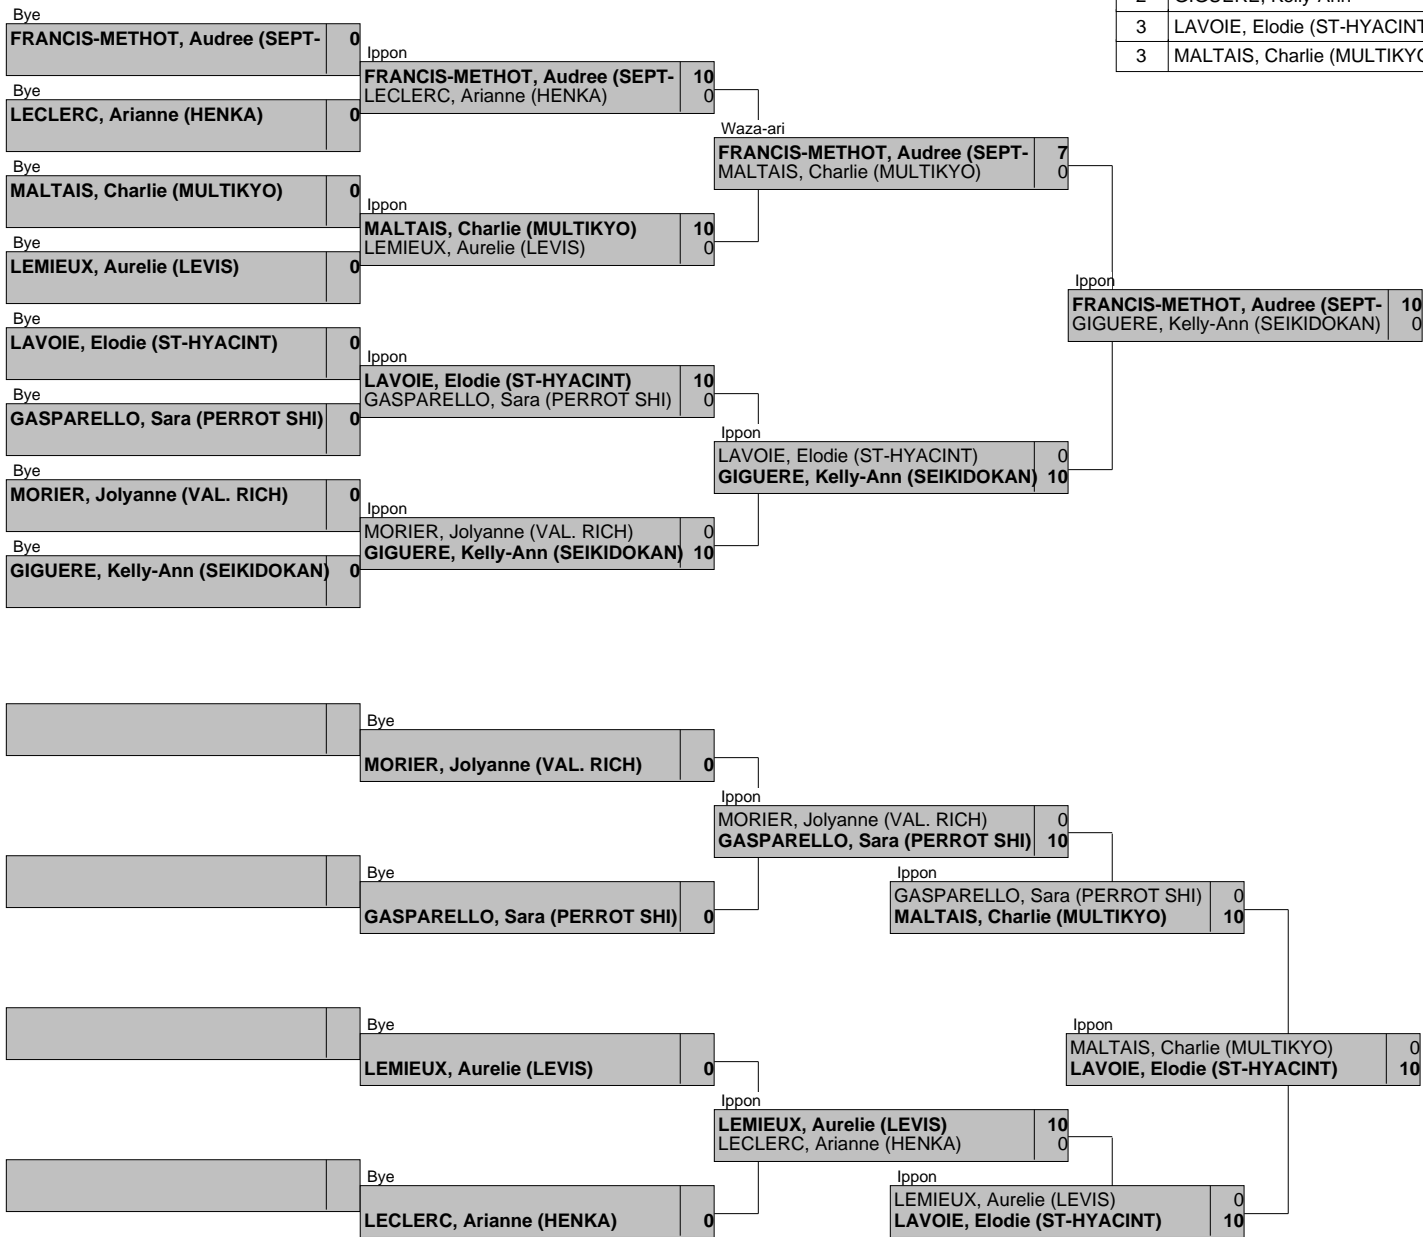 2 GIGUERE, Kelly-Ann
3 LAVOIE, Elodie (ST-HYACINT
3 MALTAIS, Charlie (MULTIKYO
Bye
FRANCIS-METHOT, Audree (SEPT- 0
Bye
LECLERC, Arianne (HENKA) 0
Bye
MALTAIS, Charlie (MULTIKYO) 0
Bye
LEMIEUX, Aurelie (LEVIS) 0
Bye
LAVOIE, Elodie (ST-HYACINT) 0
Bye
GASPARELLO, Sara (PERROT SHI) 0
Bye
MORIER, Jolyanne (VAL. RICH) 0
Bye
GIGUERE, Kelly-Ann (SEIKIDOKAN) 0
Ippon
FRANCIS-METHOT, Audree (SEPT- 10
LECLERC, Arianne (HENKA) 0
Ippon
MALTAIS, Charlie (MULTIKYO) 10
LEMIEUX, Aurelie (LEVIS) 0
Ippon
LAVOIE, Elodie (ST-HYACINT) 10
GASPARELLO, Sara (PERROT SHI) 0
Ippon
MORIER, Jolyanne (VAL. RICH) 0
GIGUERE, Kelly-Ann (SEIKIDOKAN) 10
Waza-ari
FRANCIS-METHOT, Audree (SEPT- 7
MALTAIS, Charlie (MULTIKYO) 0
Ippon
LAVOIE, Elodie (ST-HYACINT) 0
GIGUERE, Kelly-Ann (SEIKIDOKAN) 10
Ippon
FRANCIS-METHOT, Audree (SEPT- 10
GIGUERE, Kelly-Ann (SEIKIDOKAN) 0
Bye
MORIER, Jolyanne (VAL. RICH) 0
Bye
GASPARELLO, Sara (PERROT SHI) 0
Bye
LEMIEUX, Aurelie (LEVIS) 0
Bye
LECLERC, Arianne (HENKA) 0
Ippon
MORIER, Jolyanne (VAL. RICH) 0
GASPARELLO, Sara (PERROT SHI) 10
Ippon
LEMIEUX, Aurelie (LEVIS) 10
LECLERC, Arianne (HENKA) 0
Ippon
GASPARELLO, Sara (PERROT SHI) 0
MALTAIS, Charlie (MULTIKYO) 10
Ippon
LEMIEUX, Aurelie (LEVIS) 0
LAVOIE, Elodie (ST-HYACINT) 10
Ippon
MALTAIS, Charlie (MULTIKYO) 0
LAVOIE, Elodie (ST-HYACINT) 10